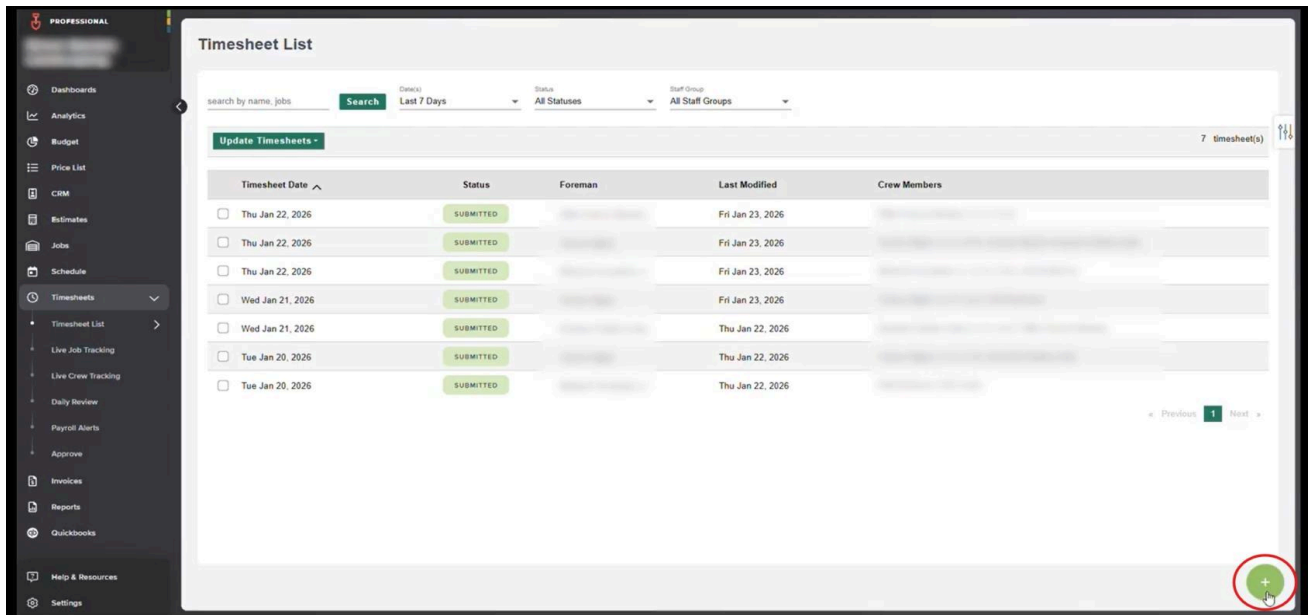 PROFESSIONAL
Dashboards
Analytics
Budget
Price List
CRM
Estimates
Jobs
Schedule
Timesheets
Timesheet List
Live Job Tracking
Live Crew Tracking
Daily Review
Payroll Alerts
Approve
Invoices
Reports
Quickbooks
Help & Resources
Settings
Timesheet List
Date(s) Status Staff Group
search by name, jobs Search Last 7 Days All Statuses All Staff Groups
Update Timesheets 7 timesheet(s)
Timesheet Date Status Foreman Last Modified Crew Members
Thu Jan 22, 2026 SUBMITTED Fri Jan 23, 2026
Thu Jan 22, 2026 SUBMITTED Fri Jan 23, 2026
Thu Jan 22, 2026 SUBMITTED Fri Jan 23, 2026
Wed Jan 21, 2026 SUBMITTED Fri Jan 23, 2026
Wed Jan 21, 2026 SUBMITTED Thu Jan 22, 2026
Tue Jan 20, 2026 SUBMITTED Thu Jan 22, 2026
Tue Jan 20, 2026 SUBMITTED Thu Jan 22, 2026
« Previous 1 Next »
+